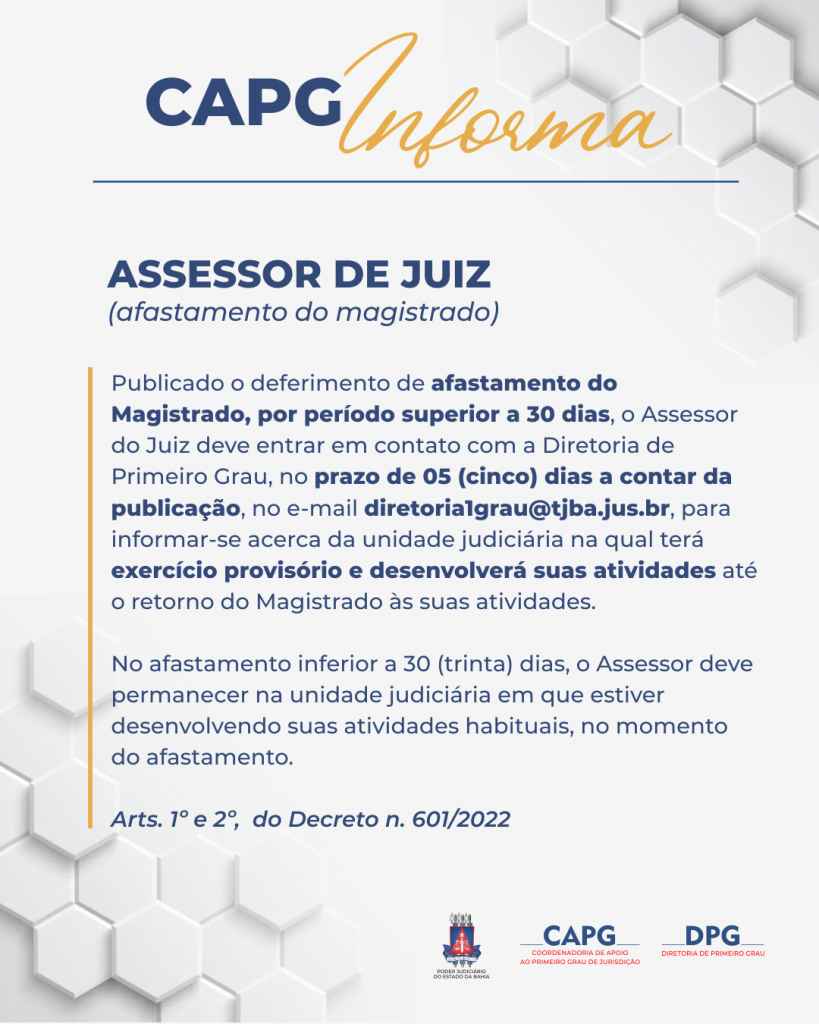 CAPG Informa
ASSESSOR DE JUIZ
(afastamento do magistrado)
Publicado o deferimento de afastamento do
Magistrado, por período superior a 30 dias, o Assessor
do Juiz deve entrar em contato com a Diretoria de
Primeiro Grau, no prazo de 05 (cinco) dias a contar da
publicação, no e-mail diretoria1grau@tjba.jus.br, para
informar-se acerca da unidade judiciária na qual terá
exercício provisório e desenvolverá suas atividades até
o retorno do Magistrado às suas atividades.
No afastamento inferior a 30 (trinta) dias, o Assessor deve
permanecer na unidade judiciária em que estiver
desenvolvendo suas atividades habituais, no momento
do afastamento.
Arts. 1º e 2º, do Decreto n. 601/2022
PODER JUDICIÁRIO
DO ESTADO DA BAHIA
CAPG
COORDENADORIA DE APOIO
AO PRIMEIRO GRAU DE JURISDIÇÃO
DPG
DIRETORIA DE PRIMEIRO GRAU